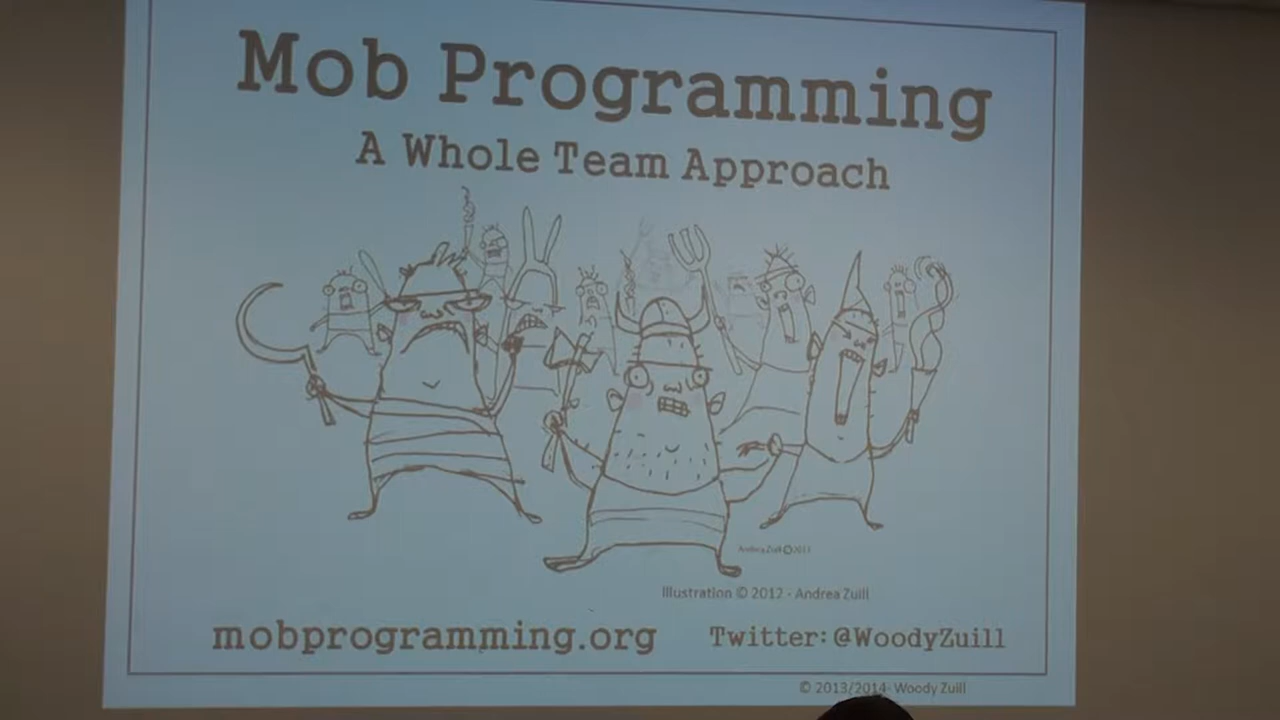 Mob Programming
A Whole Team Approach
Andrea Zuill ©2013
Illustration © 2012 - Andrea Zuill
mobprogramming.org
Twitter: @WoodyZuill
© 2013/2014- Woody Zuill